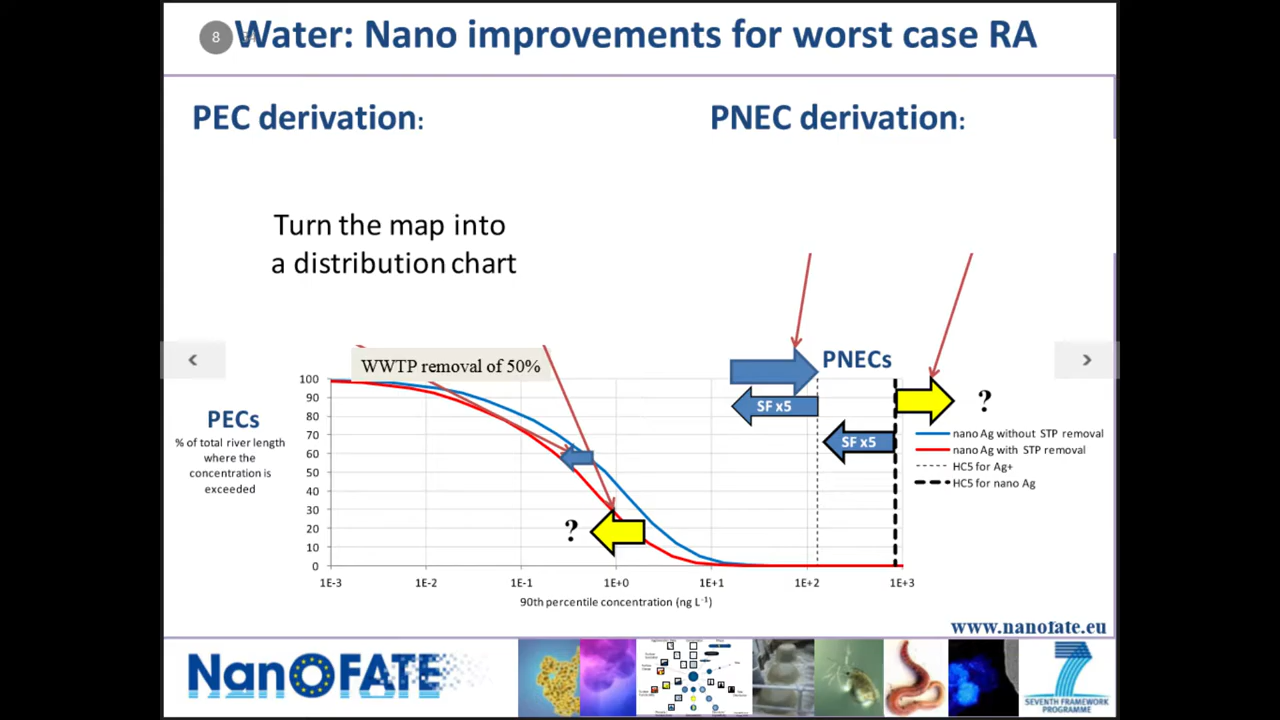 8
Water: Nano improvements for worst case RA
PEC derivation:
PNEC derivation:
Turn the map into
a distribution chart
WWTP removal of 50%
PNECs
SF x5
SF x5
?
?
PECs
% of total river length
where the
concentration is
exceeded
100
90
80
70
60
50
40
30
20
10
0
1E-3
1E-2
1E-1
1E+0
1E+1
1E+2
1E+3
90th percentile concentration (ng L⁻¹)
nano Ag without STP removal
nano Ag with STP removal
HC5 for Ag+
HC5 for nano Ag
www.nanofate.eu
NanOFATE
SEVENTH FRAMEWORK
PROGRAMME